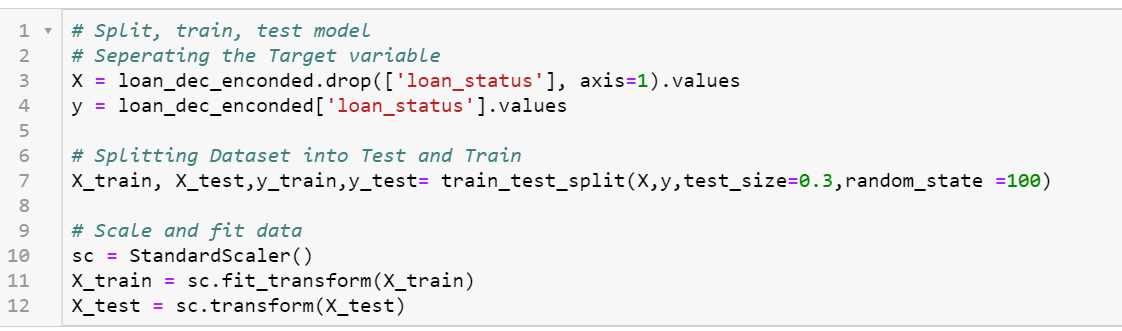 1 # Split, train, test model
2 # Seperating the Target variable
3 X = loan_dec_enconded.drop(['loan_status'], axis=1).values
4 y = loan_dec_enconded['loan_status'].values
5
6 # Splitting Dataset into Test and Train
7 X_train, X_test,y_train,y_test= train_test_split(X,y,test_size=0.3,random_state =100)
8
9 # Scale and fit data
10 sc = StandardScaler()
11 X_train = sc.fit_transform(X_train)
12 X_test = sc.transform(X_test)